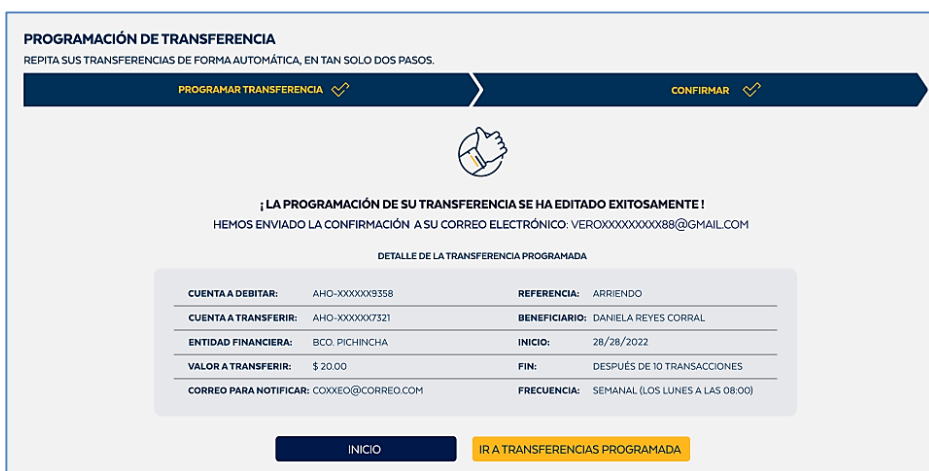 PROGRAMACIÓN DE TRANSFERENCIA
REPITA SUS TRANSFERENCIAS DE FORMA AUTOMÁTICA, EN TAN SOLO DOS PASOS.
PROGRAMAR TRANSFERENCIA
CONFIRMAR
¡ LA PROGRAMACIÓN DE SU TRANSFERENCIA SE HA EDITADO EXITOSAMENTE !
HEMOS ENVIADO LA CONFIRMACIÓN A SU CORREO ELECTRÓNICO: VEROXXXXXXXXX88@GMAIL.COM
DETALLE DE LA TRANSFERENCIA PROGRAMADA
CUENTA A DEBITAR: AHO-XXXXXX9358 REFERENCIA: ARRIENDO
CUENTA A TRANSFERIR: AHO-XXXXXX7321 BENEFICIARIO: DANIELA REYES CORRAL
ENTIDAD FINANCIERA: BCO. PICHINCHA INICIO: 28/28/2022
VALOR A TRANSFERIR: $ 20.00 FIN: DESPUÉS DE 10 TRANSACCIONES
CORREO PARA NOTIFICAR: COXXEO@CORREO.COM FRECUENCIA: SEMANAL (LOS LUNES A LAS 08:00)
INICIO
IR A TRANSFERENCIAS PROGRAMADA